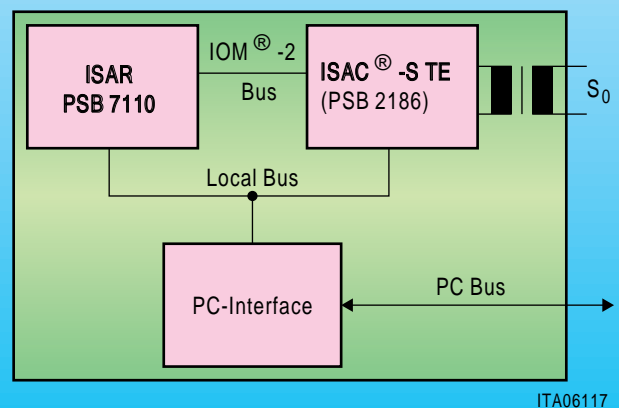 ISAR
PSB 7110
IOM ® -2
Bus
ISAC ® -S TE
(PSB 2186)
S0
Local Bus
PC-Interface
PC Bus
ITA06117